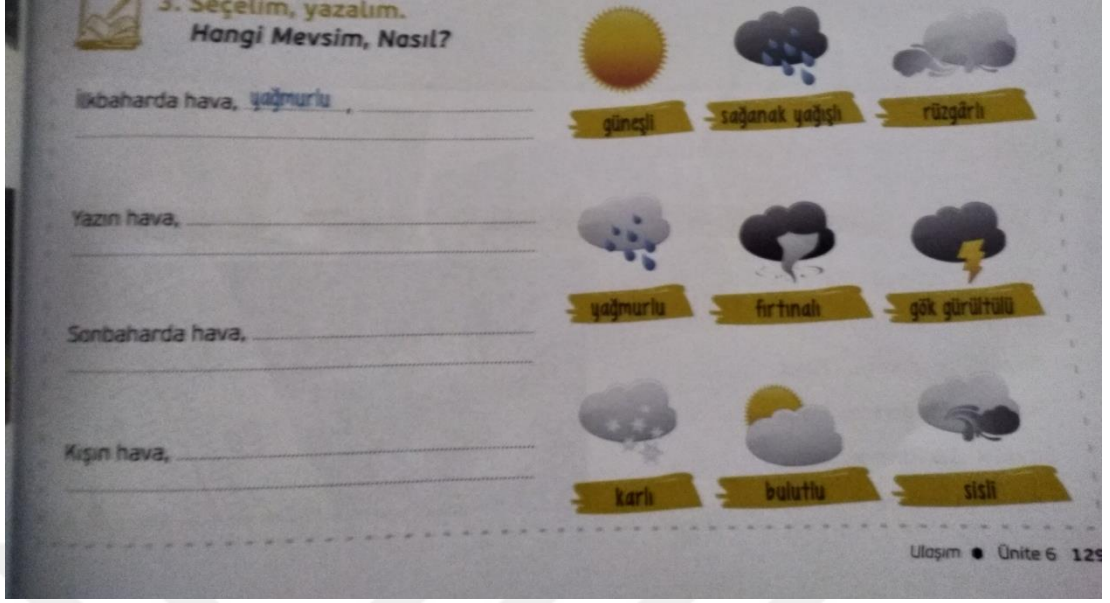 3. Seçelim, yazalım.
Hangi Mevsim, Nasıl?
İlkbaharda hava, yağmurlu ,
güneşli
sağanak yağışlı
rüzgârlı
Yazın hava,
yağmurlu
fırtınalı
gök gürültülü
Sonbaharda hava,
Kışın hava,
karlı
bulutlu
sisli
Ulaşım ● Ünite 6 129